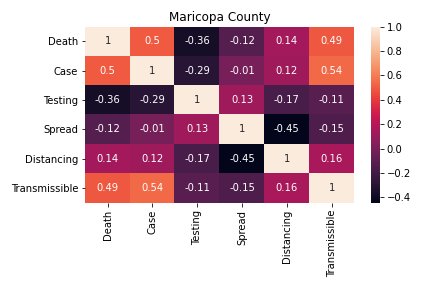 Maricopa County
Death 1 0.5 -0.36 -0.12 0.14 0.49
Case 0.5 1 -0.29 -0.01 0.12 0.54
Testing -0.36 -0.29 1 0.13 -0.17 -0.11
Spread -0.12 -0.01 0.13 1 -0.45 -0.15
Distancing 0.14 0.12 -0.17 -0.45 1 0.16
Transmissible 0.49 0.54 -0.11 -0.15 0.16 1
Death Case Testing Spread Distancing Transmissible
1.0
0.8
0.6
0.4
0.2
0.0
−0.2
−0.4